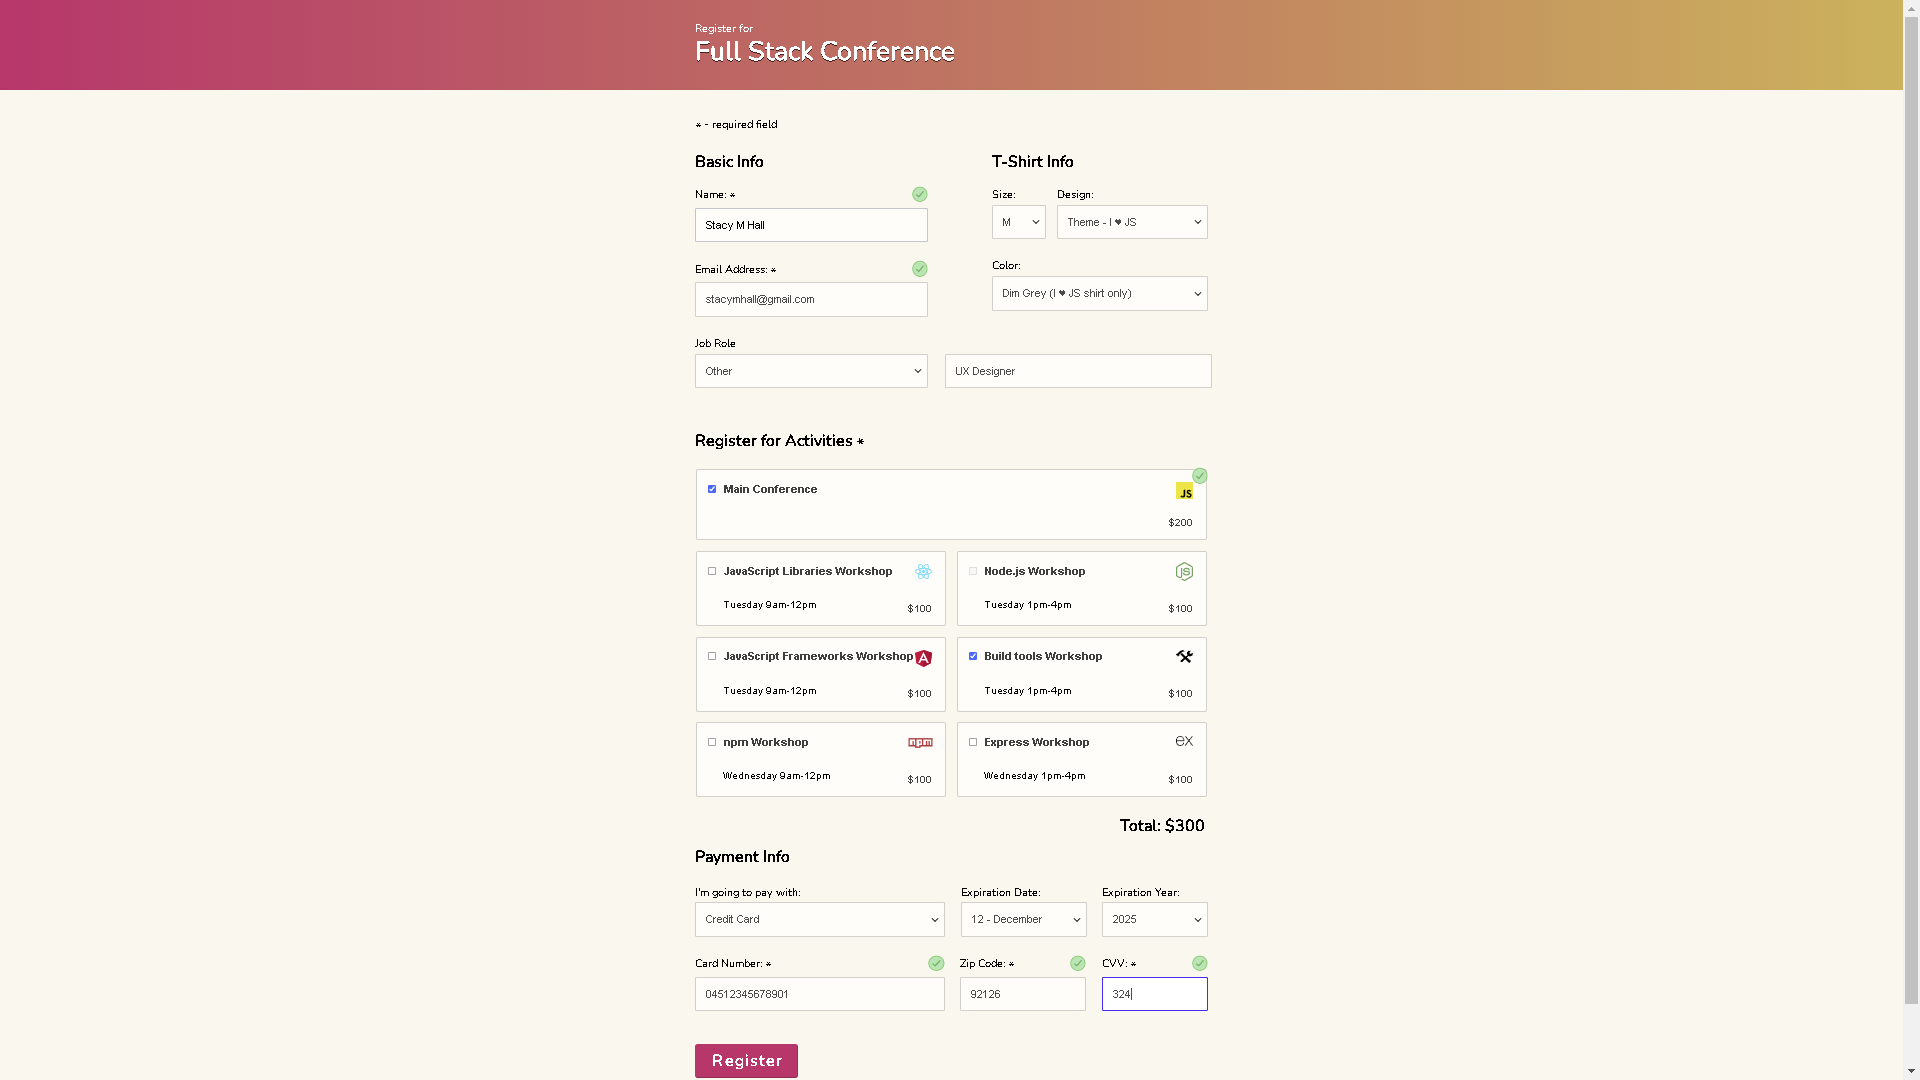 Register for
Full Stack Conference
* - required field
Basic Info
Name: *
Stacy M Hall
Email Address: *
stacymhall@gmail.com
Job Role
Other
UX Designer
T-Shirt Info
Size:
M
Design:
Theme - I ♥ JS
Color:
Dim Grey (I ♥ JS shirt only)
Register for Activities *
Main Conference
JS
$200
JavaScript Libraries Workshop
Tuesday 9am-12pm
$100
Node.js Workshop
JS
Tuesday 1pm-4pm
$100
JavaScript Frameworks Workshop
A
Tuesday 9am-12pm
$100
Build tools Workshop
Tuesday 1pm-4pm
$100
npm Workshop
npm
Wednesday 9am-12pm
$100
Express Workshop
ex
Wednesday 1pm-4pm
$100
Total: $300
Payment Info
I'm going to pay with:
Credit Card
Expiration Date:
12 - December
Expiration Year:
2025
Card Number: *
04512345678901
Zip Code: *
92126
CVV: *
324
Register